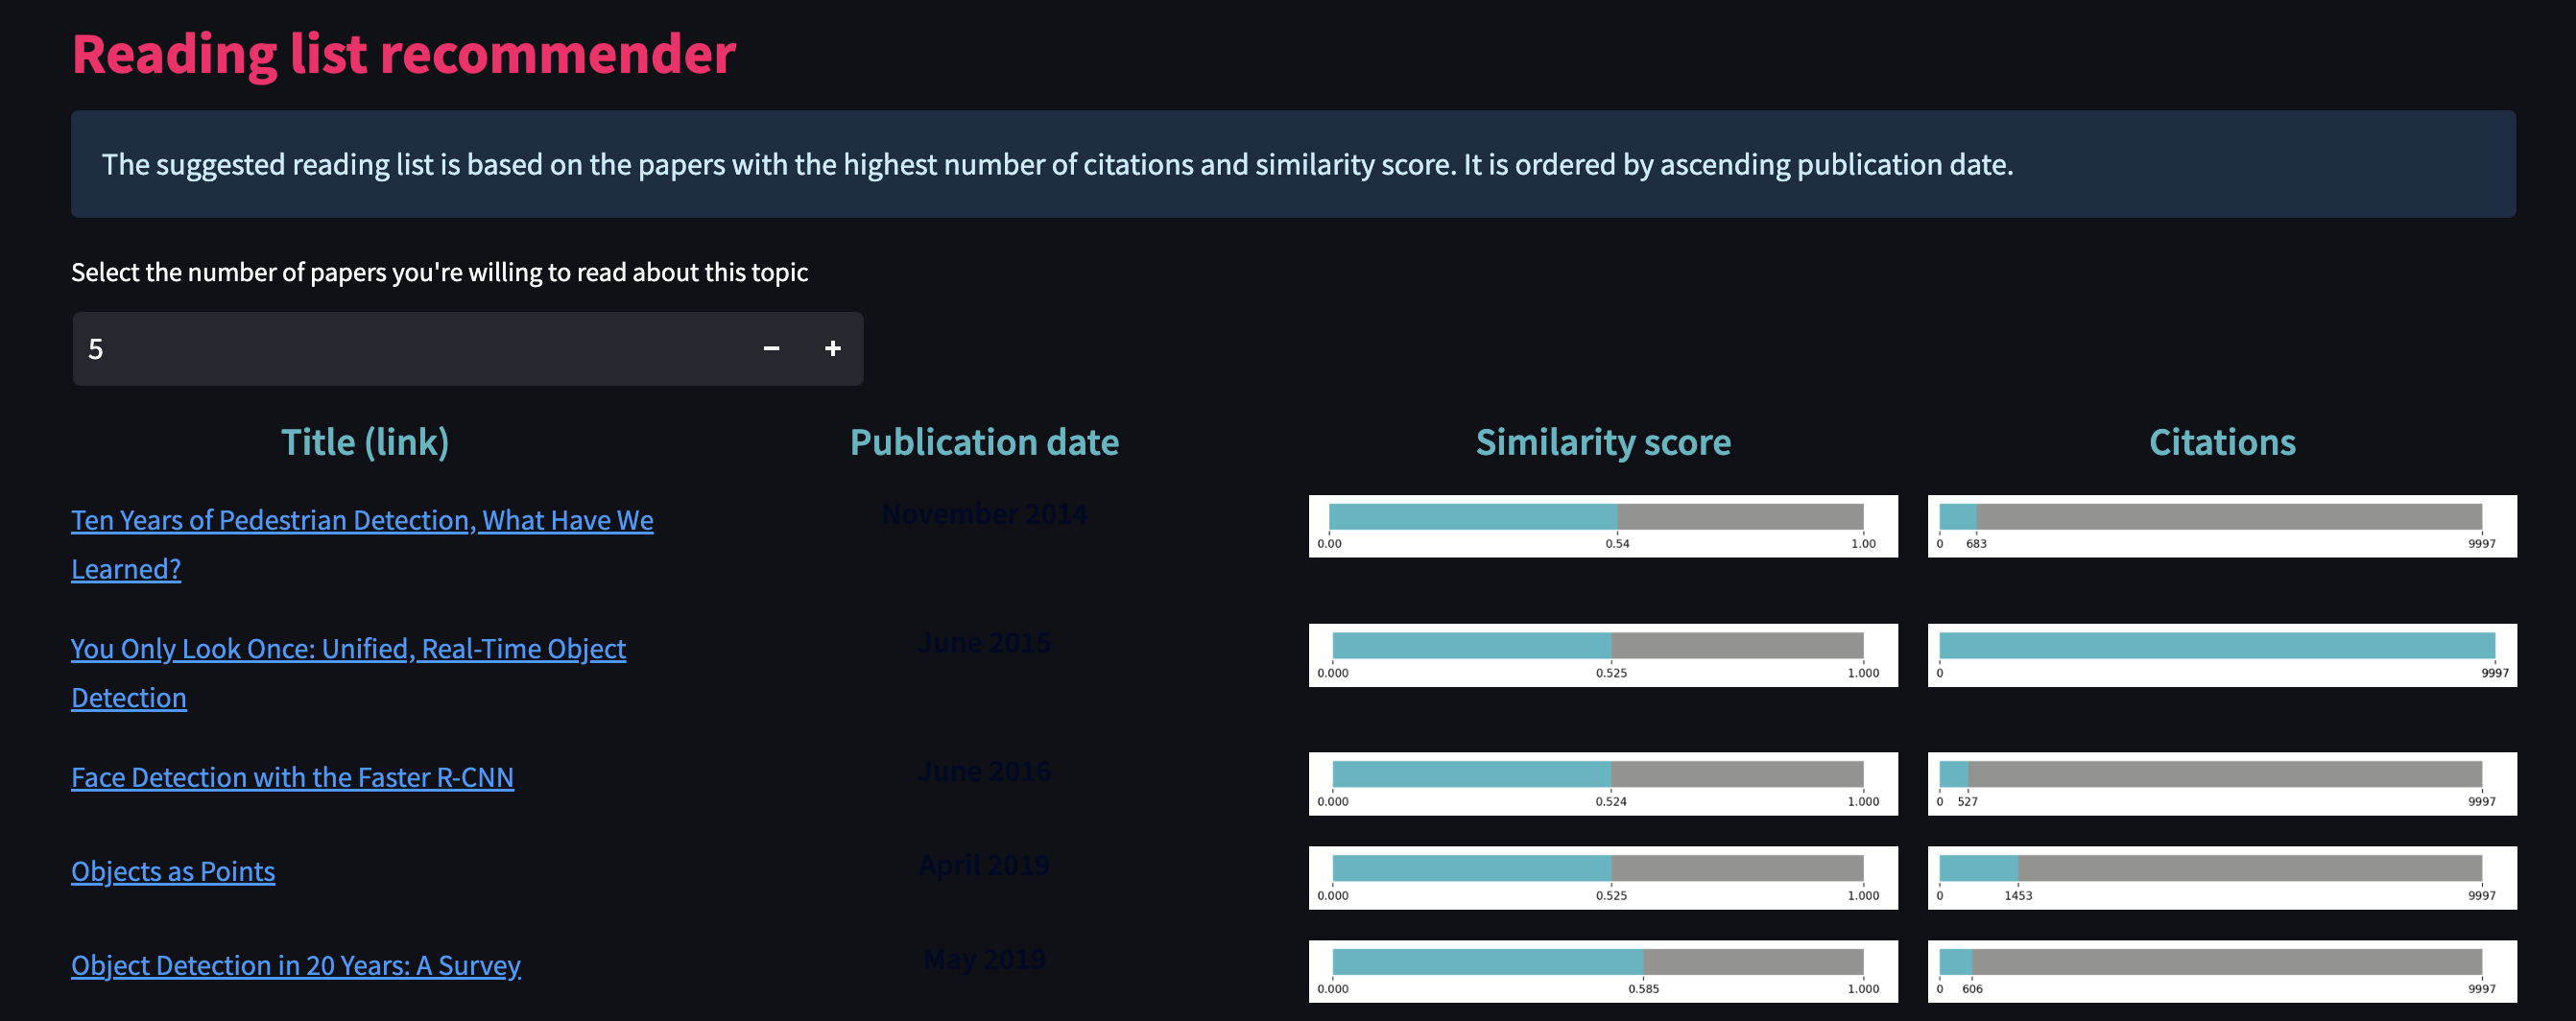 Reading list recommender
The suggested reading list is based on the papers with the highest number of citations and similarity score. It is ordered by ascending publication date.
Select the number of papers you're willing to read about this topic
5 − +
Title (link) Publication date Similarity score Citations
Ten Years of Pedestrian Detection, What Have We November 2014
Learned?
0.00 0.54 1.00 0 683 9997
You Only Look Once: Unified, Real-Time Object June 2015
Detection
0.000 0.525 1.000 0 9997
Face Detection with the Faster R-CNN June 2016
0.000 0.524 1.000 0 527 9997
Objects as Points April 2019
0.000 0.525 1.000 0 1453 9997
Object Detection in 20 Years: A Survey May 2019
0.000 0.585 1.000 0 606 9997